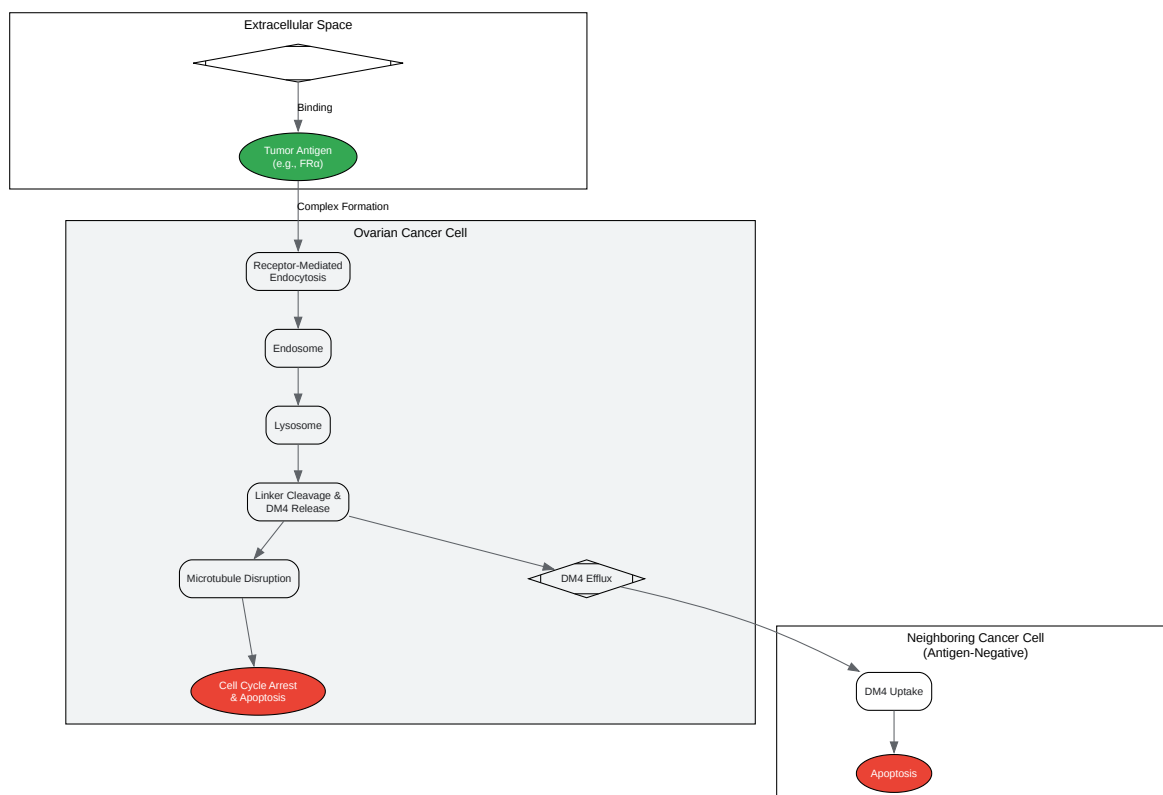 Extracellular Space
Binding
Tumor Antigen
(e.g., FRα)
Complex Formation
Ovarian Cancer Cell
Receptor-Mediated
Endocytosis
Endosome
Lysosome
Linker Cleavage &
DM4 Release
Microtubule Disruption
DM4 Efflux
Cell Cycle Arrest
& Apoptosis
Neighboring Cancer Cell
(Antigen-Negative)
DM4 Uptake
Apoptosis